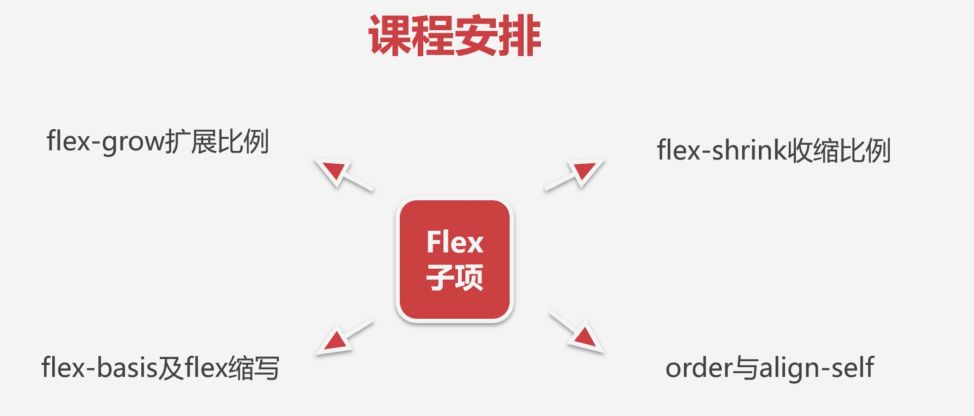 课程安排
flex-grow扩展比例
flex-shrink收缩比例
Flex
子项
flex-basis及flex缩写
order与align-self